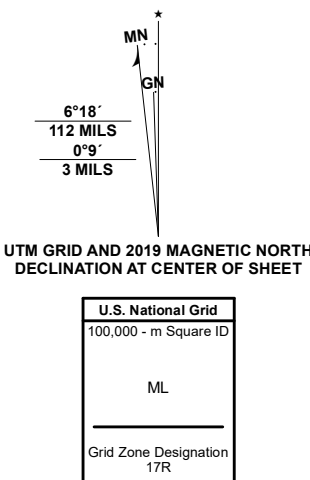 ★
MN
GN
6°18´
112 MILS
0°9´
3 MILS
UTM GRID AND 2019 MAGNETIC NORTH
DECLINATION AT CENTER OF SHEET
U.S. National Grid
100,000 - m Square ID
ML
Grid Zone Designation
17R